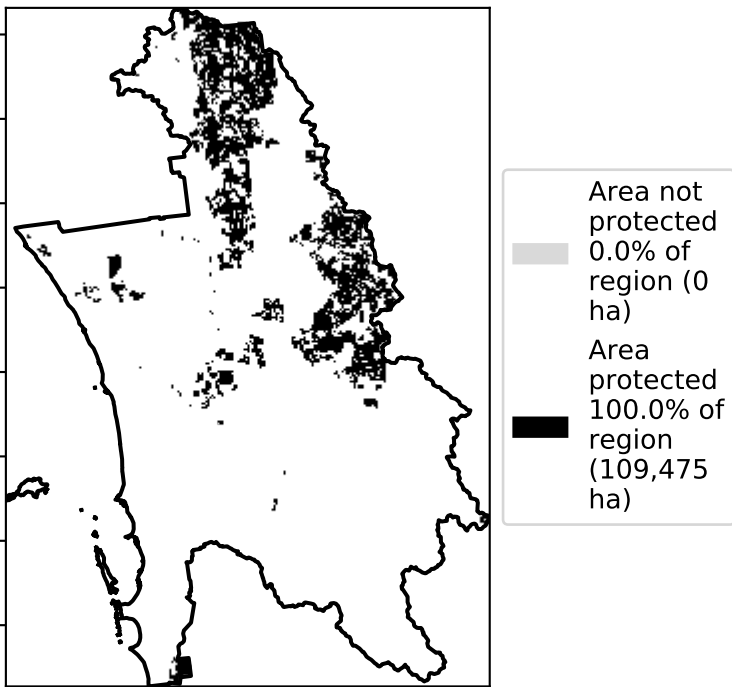 Area not
protected
0.0% of
region (0
ha)
Area
protected
100.0% of
region
(109,475
ha)